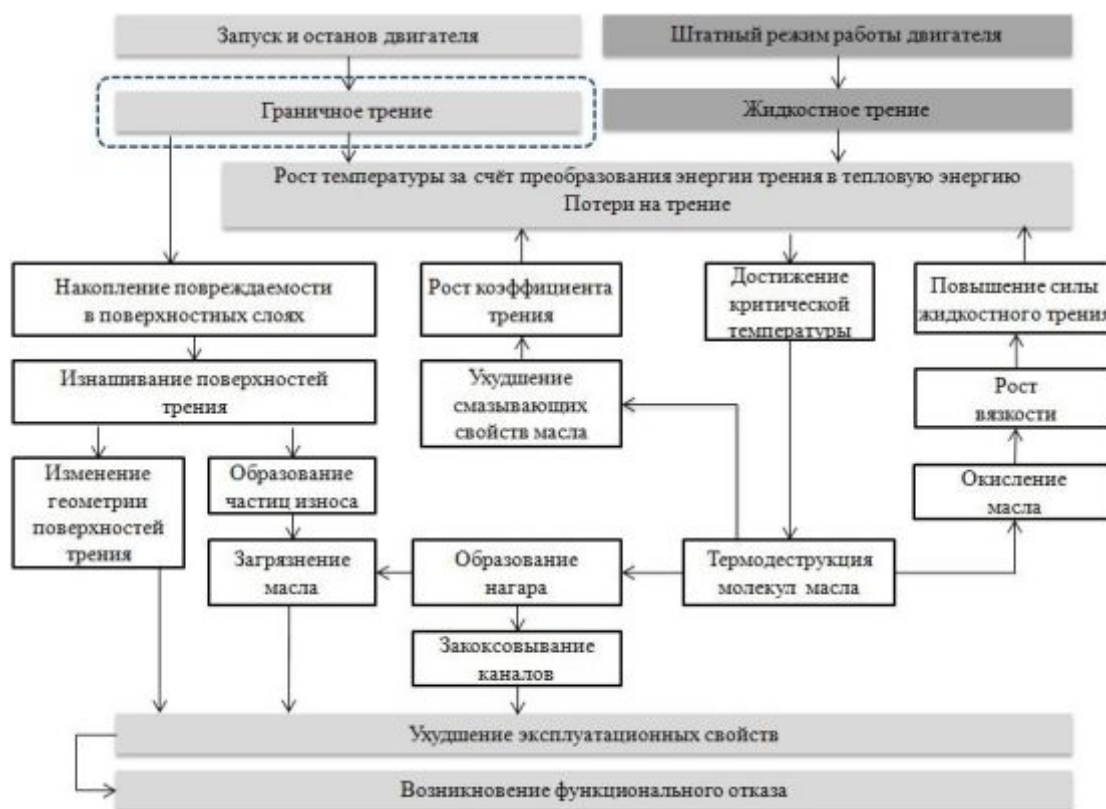 Запуск и останов двигателя
Штатный режим работы двигателя
Граничное трение
Жидкостное трение
Рост температуры за счёт преобразования энергии трения в тепловую энергию
Потери на трение
Накопление повреждаемости
в поверхностных слоях
Рост коэффициента
трения
Достижение
критической
температуры
Повышение силы
жидкостного трения
Изнашивание поверхностей
трения
Ухудшение
смазывающих
свойств масла
Рост
вязкости
Изменение
геометрии
поверхностей
трения
Образование
частиц износа
Окисление
масла
Загрязнение
масла
Образование
нагара
Термодеструкция
молекул масла
Закоксовывание
каналов
Ухудшение эксплуатационных свойств
Возникновение функционального отказа